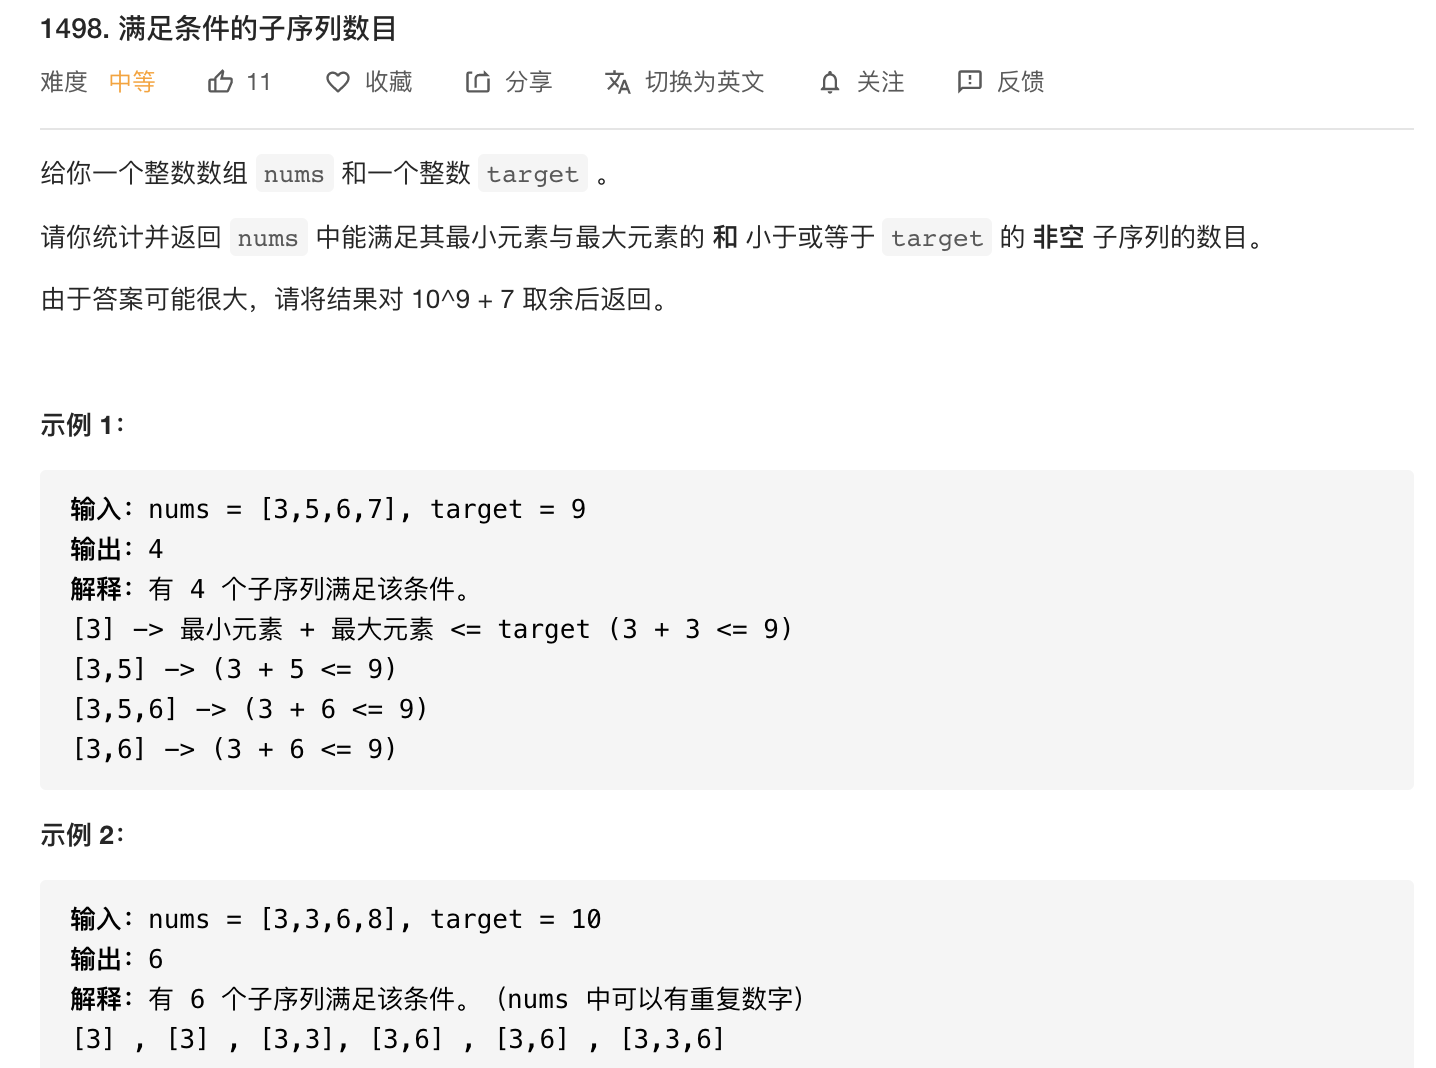 1498. 满足条件的子序列数目
难度 中等 11 收藏 分享 切换为英文 关注 反馈
给你一个整数数组 nums 和一个整数 target 。
请你统计并返回 nums 中能满足其最小元素与最大元素的 和 小于或等于 target 的 非空 子序列的数目。
由于答案可能很大，请将结果对 10^9 + 7 取余后返回。
示例 1：
输入：nums = [3,5,6,7], target = 9
输出：4
解释：有 4 个子序列满足该条件。
[3] -> 最小元素 + 最大元素 <= target (3 + 3 <= 9)
[3,5] -> (3 + 5 <= 9)
[3,5,6] -> (3 + 6 <= 9)
[3,6] -> (3 + 6 <= 9)
示例 2：
输入：nums = [3,3,6,8], target = 10
输出：6
解释：有 6 个子序列满足该条件。（nums 中可以有重复数字）
[3] , [3] , [3,3], [3,6] , [3,6] , [3,3,6]